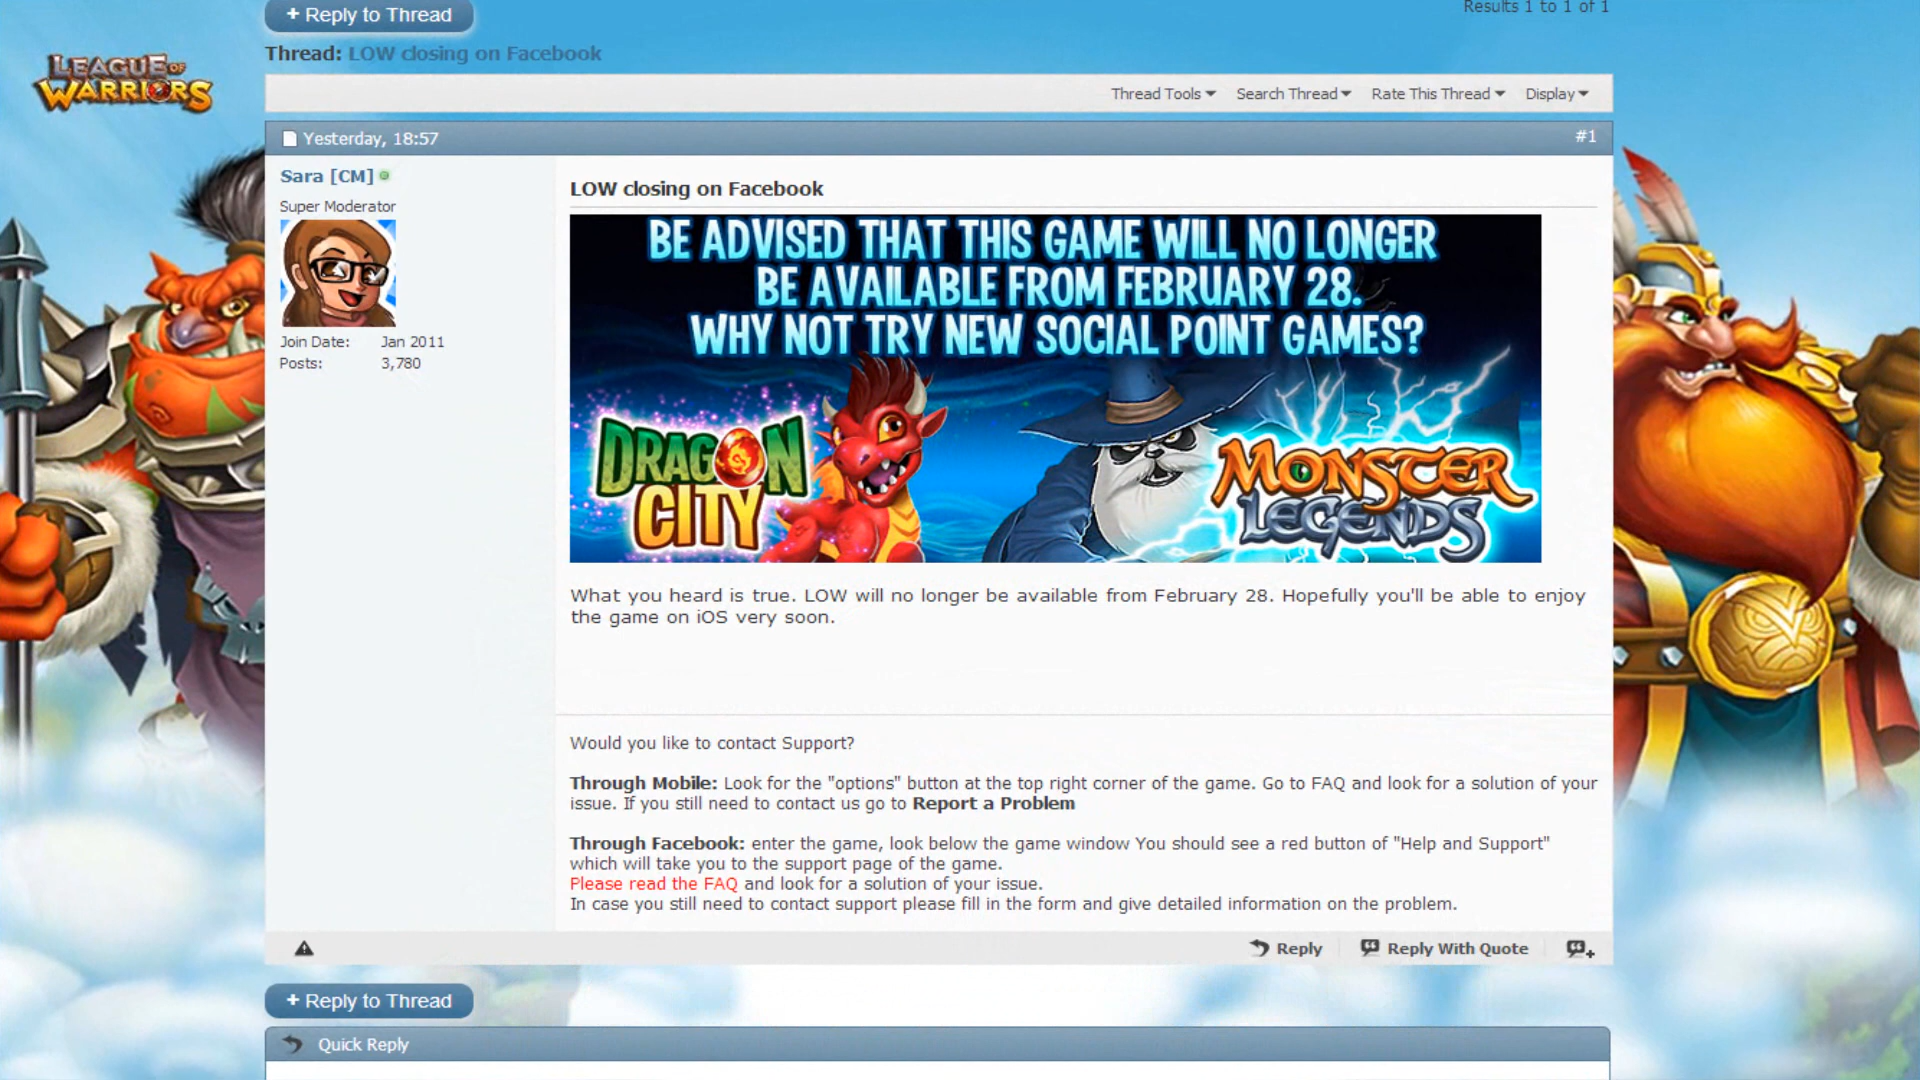 + Reply to Thread
Results 1 to 1 of 1
Thread: LOW closing on Facebook
LEAGUE OF
WARRIORS
Thread Tools Search Thread Rate This Thread Display
Yesterday, 18:57 #1
Sara [CM]
Super Moderator
Join Date: Jan 2011
Posts: 3,780
LOW closing on Facebook
BE ADVISED THAT THIS GAME WILL NO LONGER
BE AVAILABLE FROM FEBRUARY 28.
WHY NOT TRY NEW SOCIAL POINT GAMES?
DRAGON
CITY
MONSTER
LEGENDS
What you heard is true. LOW will no longer be available from February 28. Hopefully you'll be able to enjoy
the game on iOS very soon.
Would you like to contact Support?
Through Mobile: Look for the "options" button at the top right corner of the game. Go to FAQ and look for a solution of your
issue. If you still need to contact us go to Report a Problem
Through Facebook: enter the game, look below the game window You should see a red button of "Help and Support"
which will take you to the support page of the game.
Please read the FAQ and look for a solution of your issue.
In case you still need to contact support please fill in the form and give detailed information on the problem.
Reply Reply With Quote
+ Reply to Thread
Quick Reply